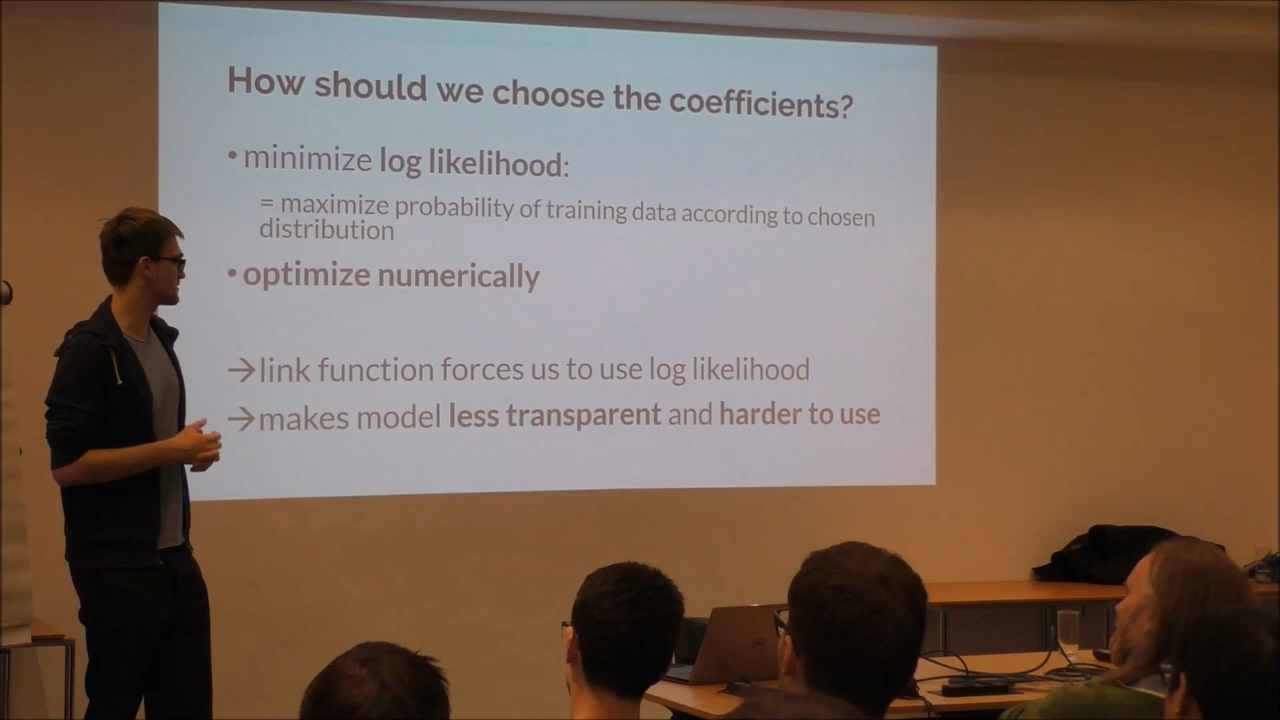 How should we choose the coefficients?
• minimize log likelihood:
= maximize probability of training data according to chosen
distribution
• optimize numerically
→link function forces us to use log likelihood
→makes model less transparent and harder to use